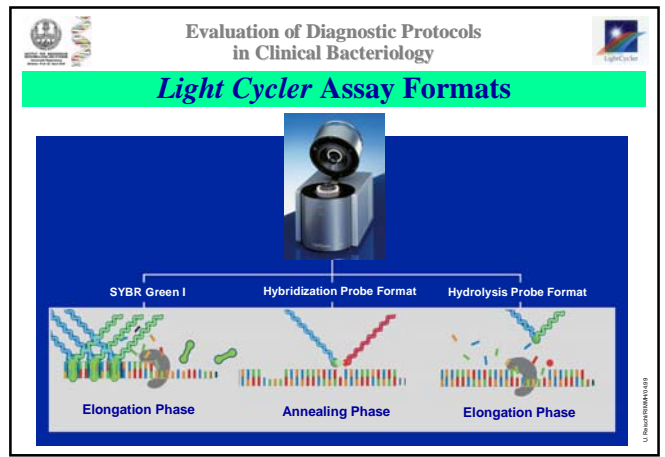 Evaluation of Diagnostic Protocols
in Clinical Bacteriology
LightCycler
Light Cycler Assay Formats
SYBR Green I
Hybridization Probe Format
Hydrolysis Probe Format
Elongation Phase
Annealing Phase
Elongation Phase